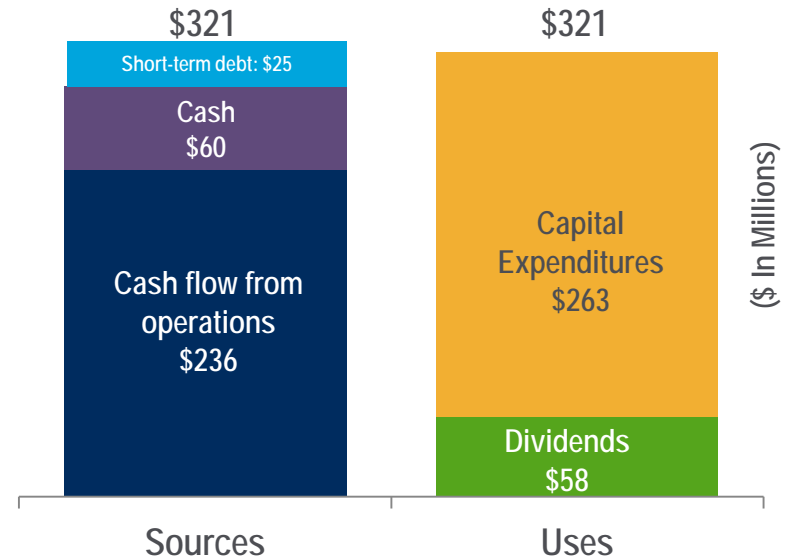 $321
Short-term debt: $25
Cash
$60
Cash flow from
operations
$236
Sources
$321
Capital
Expenditures
$263
Dividends
$58
Uses
($ In Millions)